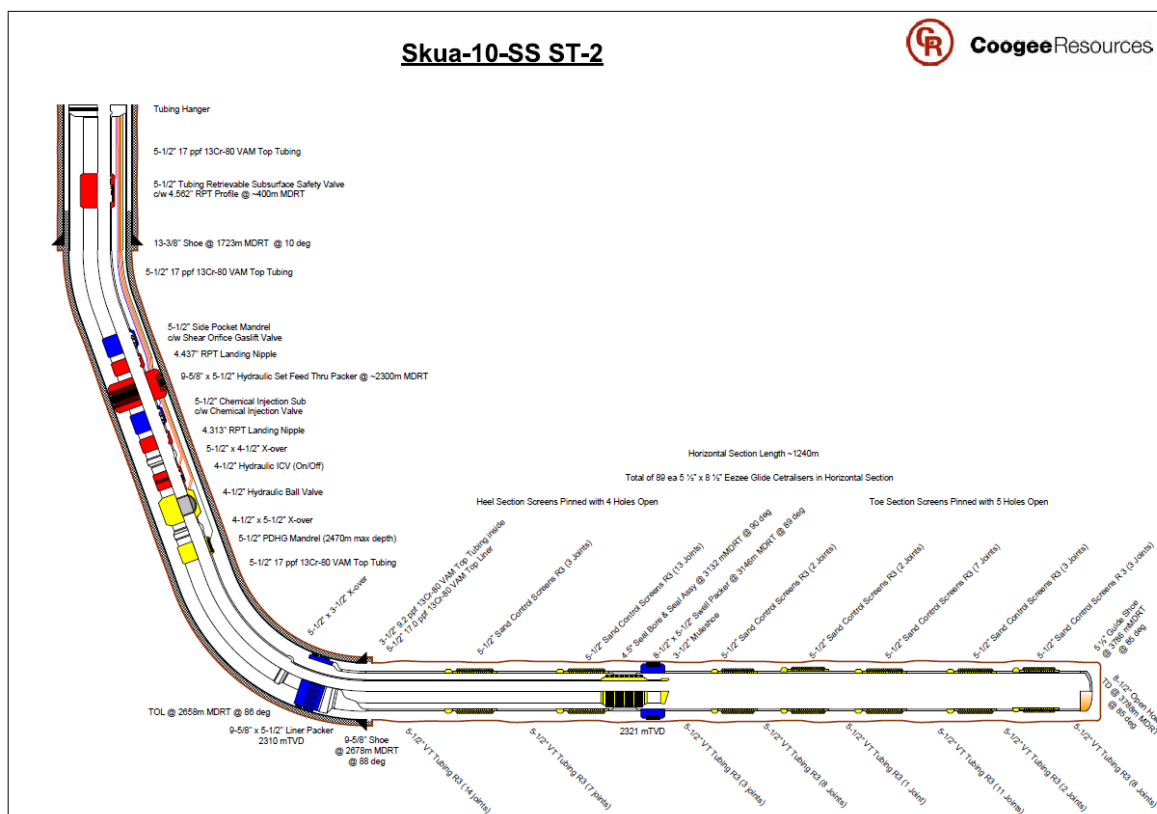 Skua-10-SS ST-2
CR CoogeeResources
Tubing Hanger
5-1/2" 17 ppf 13Cr-80 VAM Top Tubing
5-1/2" Tubing Retrievable Subsurface Safety Valve
c/w 4.562" RPT Profile @ ~400m MDRT
13-3/8" Shoe @ 1723m MDRT @ 10 deg
5-1/2" 17 ppf 13Cr-80 VAM Top Tubing
5-1/2" Side Pocket Mandrel
c/w Shear Orifice Gaslift Valve
4.437" RPT Landing Nipple
9-5/8" x 5-1/2" Hydraulic Set Feed Thru Packer @ ~2300m MDRT
5-1/2" Chemical Injection Sub
c/w Chemical Injection Valve
4.313" RPT Landing Nipple
5-1/2" x 4-1/2" X-over
4-1/2" Hydraulic ICV (On/Off)
4-1/2" Hydraulic Ball Valve
4-1/2" x 5-1/2" X-over
5-1/2" PDHG Mandrel (2470m max depth)
5-1/2" 17 ppf 13Cr-80 VAM Top Tubing
Horizontal Section Length ~1240m
Total of 89 ea 5 ½" x 8 ½" Eezee Glide Cetralisers in Horizontal Section
Heel Section Screens Pinned with 4 Holes Open
Toe Section Screens Pinned with 5 Holes Open
5-1/2" x 3-1/2" X-over
3-1/2" 9.2 ppf 13Cr-80 VAM Top Tubing inside
5-1/2" 17.0 ppf 13Cr-80 VAM Top Liner
5-1/2" Sand Control Screens R3 (3 Joints)
5-1/2" Sand Control Screens R3 (13 Joints)
4.5" Seal Bore & Seal Assy @ 3132 mMDRT @ 90 deg
8-1/2" x 5-1/2" Swell Packer @ 3146m MDRT @ 89 deg
3-1/2" Muleshoe
5-1/2" Sand Control Screens R3 (2 Joints)
5-1/2" Sand Control Screens R3 (2 Joints)
5-1/2" Sand Control Screens R3 (7 Joints)
5-1/2" Sand Control Screens R3 (3 Joints)
5-1/2" Sand Control Screens R 3 (3 Joints)
5 ½" Guide Shoe
@ 3786 mMDRT
@ 85 deg
8-1/2" Open
TD @ 3788m MDRT
@ 85 deg
TOL @ 2658m MDRT @ 86 deg
9-5/8" x 5-1/2" Liner Packer
2310 mTVD
9-5/8" Shoe
@ 2678m MDRT
@ 88 deg
2321 mTVD
5-1/2" VT Tubing R3 (14 joints)
5-1/2" VT Tubing R3 (7 joints)
5-1/2" VT Tubing R3 (3 joints)
5-1/2" VT Tubing R3 (8 Joints)
5-1/2" VT Tubing R3 (1 Joint)
5-1/2" VT Tubing R3 (11 Joints)
5-1/2" VT Tubing R3 (2 Joints)
5-1/2" VT Tubing R3 (8 Joints)